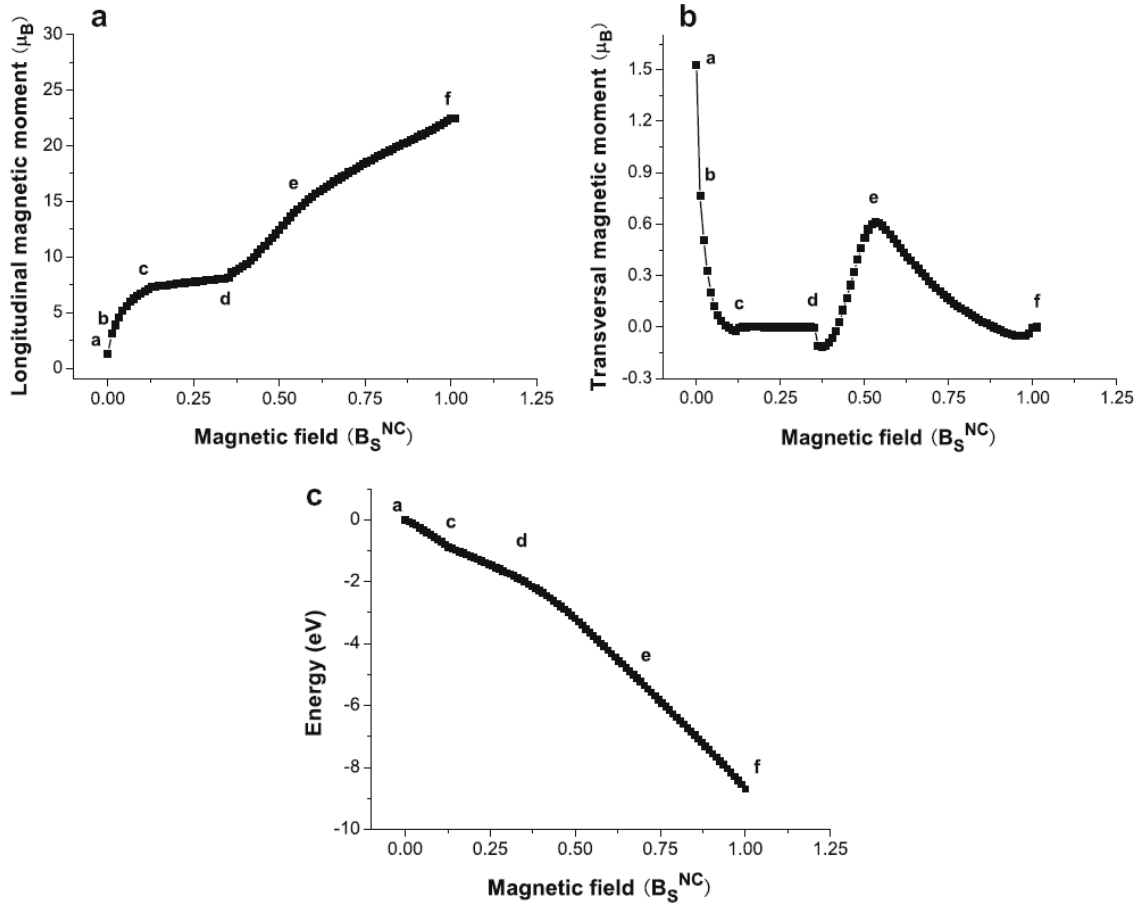 a
Longitudinal magnetic moment (μB)
30
25
20
15
10
5
0
a
b
c
d
e
f
0.00 0.25 0.50 0.75 1.00 1.25
Magnetic field (BSNC)
b
Transversal magnetic moment (μB)
1.5
1.2
0.9
0.6
0.3
0.0
-0.3
a
b
c
d
e
f
0.00 0.25 0.50 0.75 1.00 1.25
Magnetic field (BSNC)
c
Energy (eV)
0
-2
-4
-6
-8
-10
a
c
d
e
f
0.00 0.25 0.50 0.75 1.00 1.25
Magnetic field (BSNC)